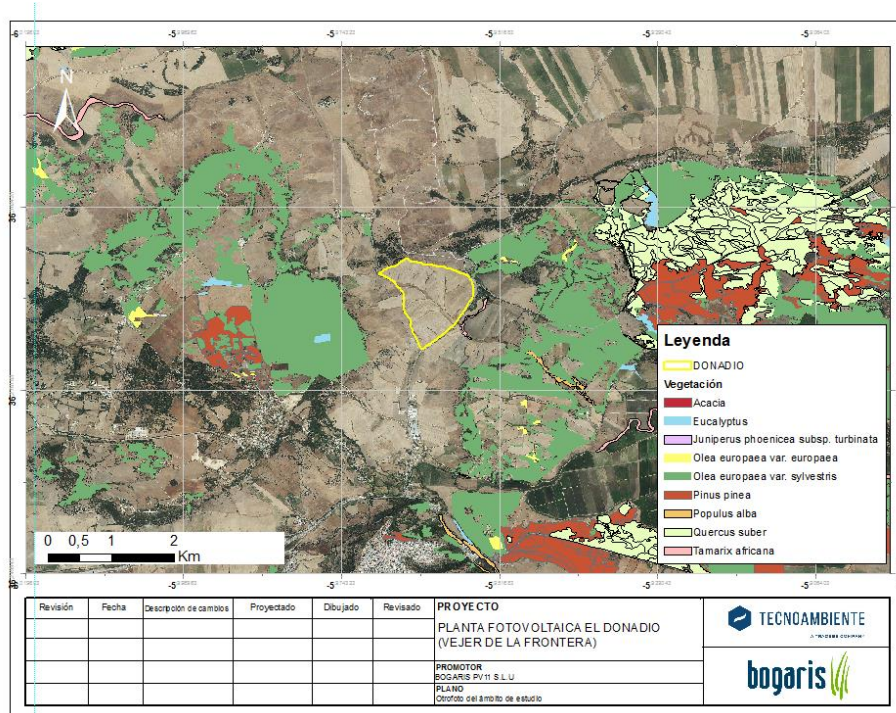 N
36
36
36
0 0,5 1 2
Km
Leyenda
DONADIO
Vegetación
Acacia
Eucalyptus
Juniperus phoenicea subsp. turbinata
Olea europaea var. europaea
Olea europaea var. sylvestris
Pinus pinea
Populus alba
Quercus suber
Tamarix africana
Revisión Fecha Descripción de cambios Proyectado Dibujado Revisado
PROYECTO
PLANTA FOTOVOLTAICA EL DONADIO
(VEJER DE LA FRONTERA)
PROMOTOR
BOGARIS PV11 S.L.U
PLANO
Ortofoto del ámbito de estudio
TECNOAMBIENTE
bogaris